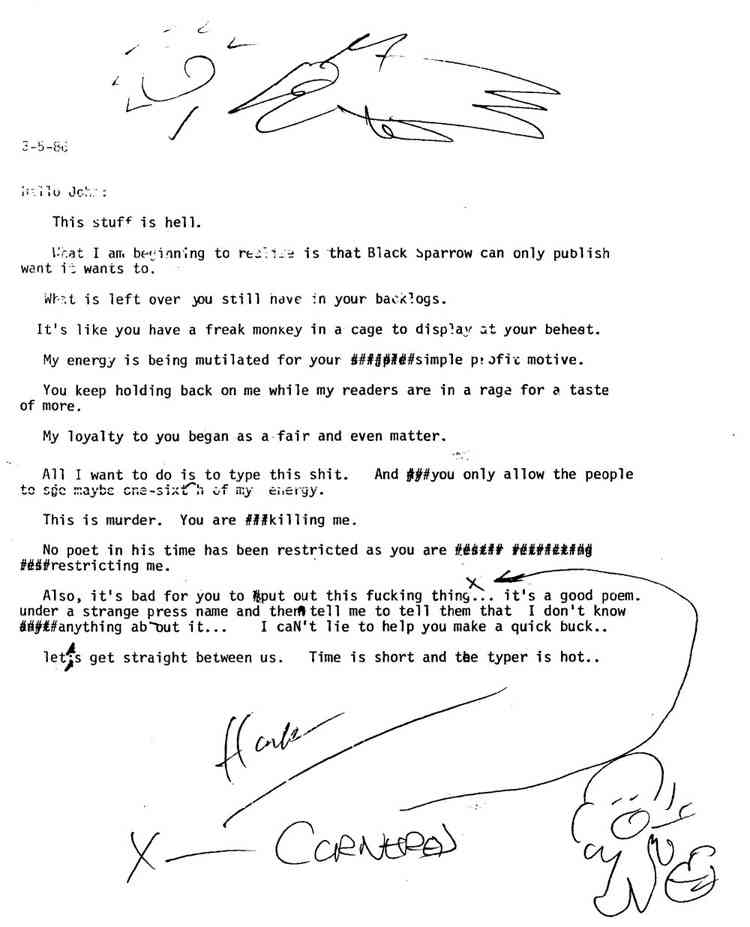 3-5-86
Hello John:
This stuff is hell.
What I am beginning to realize is that Black Sparrow can only publish
want it wants to.
What is left over you still have in your backlogs.
It's like you have a freak monkey in a cage to display at your behest.
My energy is being mutilated for your simple profit motive.
You keep holding back on me while my readers are in a rage for a taste
of more.
My loyalty to you began as a fair and even matter.
All I want to do is to type this shit. And you only allow the people
to see maybe one-sixth of my energy.
This is murder. You are killing me.
No poet in his time has been restricted as you are
restricting me.
X
Also, it's bad for you to put out this fucking thing... it's a good poem.
under a strange press name and then tell me to tell them that I don't know
anything about it... I caN't lie to help you make a quick buck..
let's get straight between us. Time is short and the typer is hot..
Hank
X — CORNERED